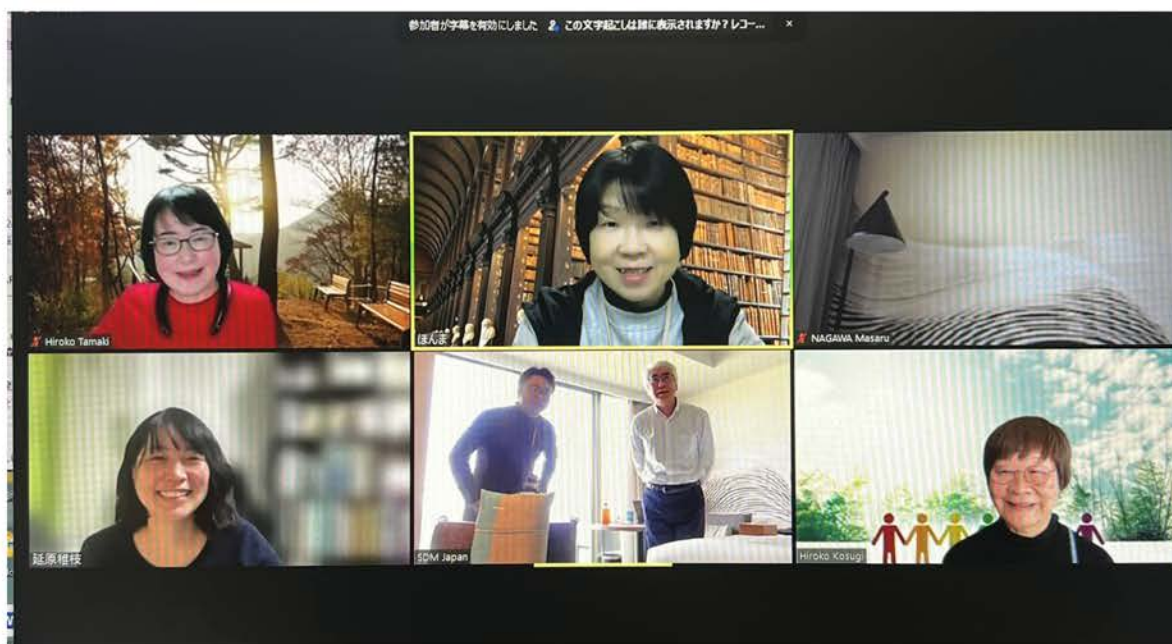 参加者が字幕を有効にしました この文字起こしは誰に表示されますか？レコー... ×
Hiroko Tamaki
ほんま
NAGAWA Masaru
延原稚枝
SDM Japan
Hiroko Kosugi